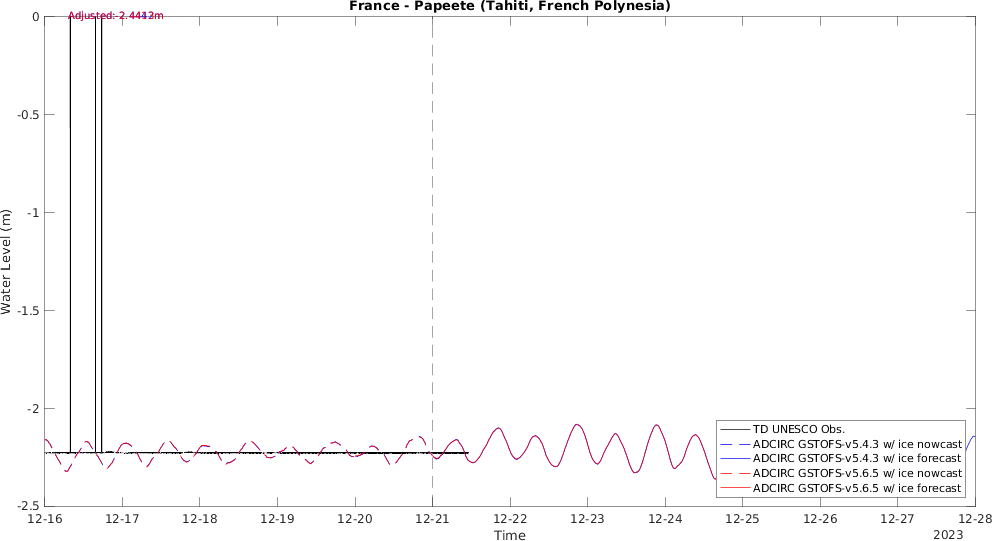 France - Papeete (Tahiti, French Polynesia)
0
-0.5
-1
-1.5
-2
-2.5
Water Level (m)
TD UNESCO Obs.
ADCIRC GSTOFS-v5.4.3 w/ ice nowcast
ADCIRC GSTOFS-v5.4.3 w/ ice forecast
ADCIRC GSTOFS-v5.6.5 w/ ice nowcast
ADCIRC GSTOFS-v5.6.5 w/ ice forecast
12-16 12-17 12-18 12-19 12-20 12-21 12-22 12-23 12-24 12-25 12-26 12-27 12-28
Time
2023
Adjusted: